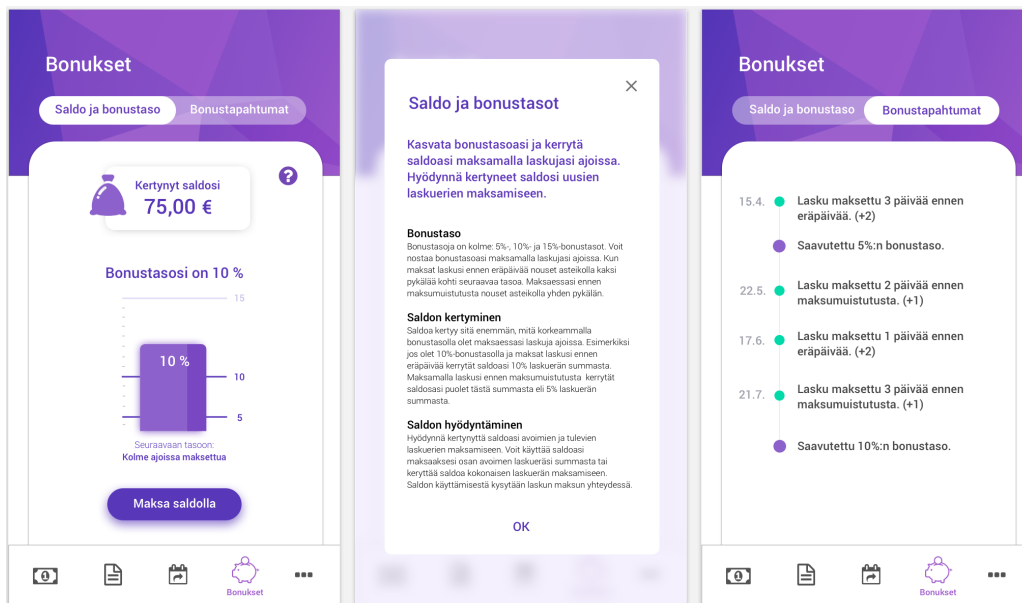 Bonukset
Saldo ja bonustaso
Bonustapahtumat
?
Kertynyt saldosi
75,00 €
Bonustasosi on 10 %
15
10 %
10
5
Seuraavaan tasoon:
Kolme ajoissa maksettua
Maksa saldolla
1
Bonukset
Saldo ja bonustasot
Kasvata bonustasoasi ja kerrytä
saldoasi maksamalla laskujasi ajoissa.
Hyödynnä kertyneet saldosi uusien
laskuerien maksamiseen.
Bonustaso
Bonustasoja on kolme: 5%-, 10%- ja 15%-bonustasot. Voit
nostaa bonustasoasi maksamalla laskujasi ajoissa. Kun
maksat laskusi ennen eräpäivää nouset asteikolla kaksi
pykälää kohti seuraavaa tasoa. Maksaessasi ennen
maksumuistutusta nouset asteikolla yhden pykälän.
Saldon kertyminen
Saldoa kertyy sitä enemmän, mitä korkeammalla
bonustasolla olet maksaessasi laskuja ajoissa. Esimerkiksi
jos olet 10%-bonustasolla ja maksat laskusi ennen
eräpäivää kerrytät saldoasi 10% laskuerän summasta.
Maksamalla laskusi ennen maksumuistutusta kerrytät
saldosasi puolet tästä summasta eli 5% laskuerän
summasta.
Saldon hyödyntäminen
Hyödynnä kertynyttä saldoasi avoimien ja tulevien
laskuerien maksamiseen. Voit käyttää saldoasi
maksaaksesi osan avoimen laskueräsi summasta tai
keryttää saldoa kokonaisen laskuerän maksamiseen.
Saldon käyttämisestä kysytään laskun maksun yhteydessä.
OK
Bonukset
Saldo ja bonustaso
Bonustapahtumat
15.4.
Lasku maksettu 3 päivää ennen
eräpäivää. (+2)
Saavutettu 5%:n bonustaso.
22.5.
Lasku maksettu 2 päivää ennen
maksumuistutusta. (+1)
17.6.
Lasku maksettu 1 päivää ennen
eräpäivää. (+2)
21.7.
Lasku maksettu 3 päivää ennen
maksumuistutusta. (+1)
Saavutettu 10%:n bonustaso.
1
Bonukset